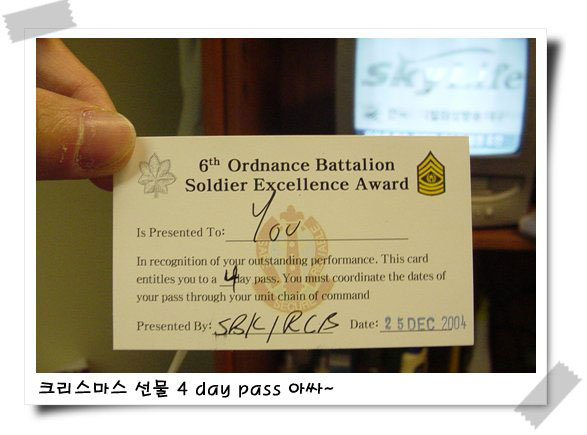 skyLife
6th Ordnance Battalion
Soldier Excellence Award
Is Presented To: You
In recognition of your outstanding performance. This card
entitles you to a 4 day pass. You must coordinate the dates of
your pass through your unit chain of command
Presented By: SBK/RCB Date: 25 DEC 2004
크리스마스 선물 4 day pass 아싸~